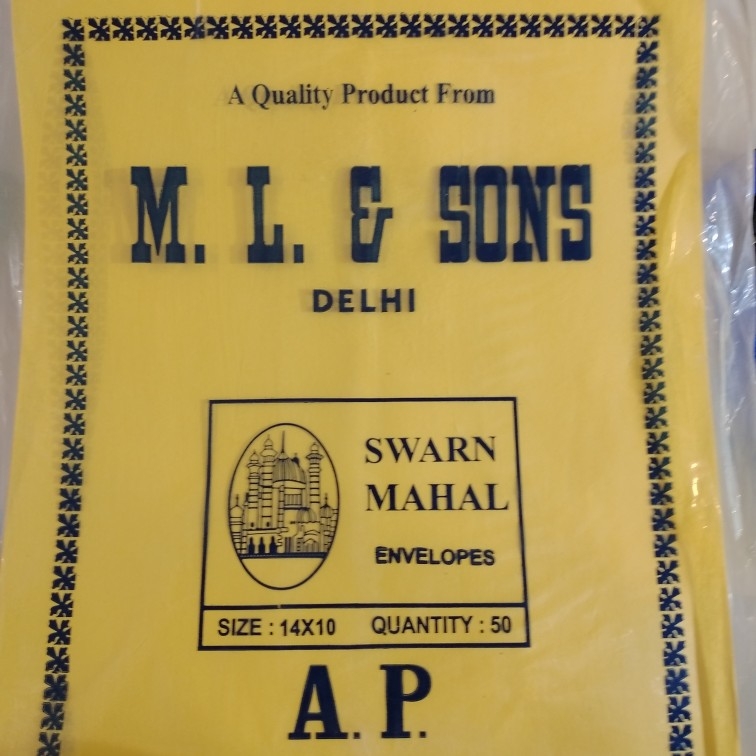 A Quality Product From
M. L. & SONS
DELHI
SWARN
MAHAL
ENVELOPES
SIZE : 14X10 QUANTITY : 50
A. P.